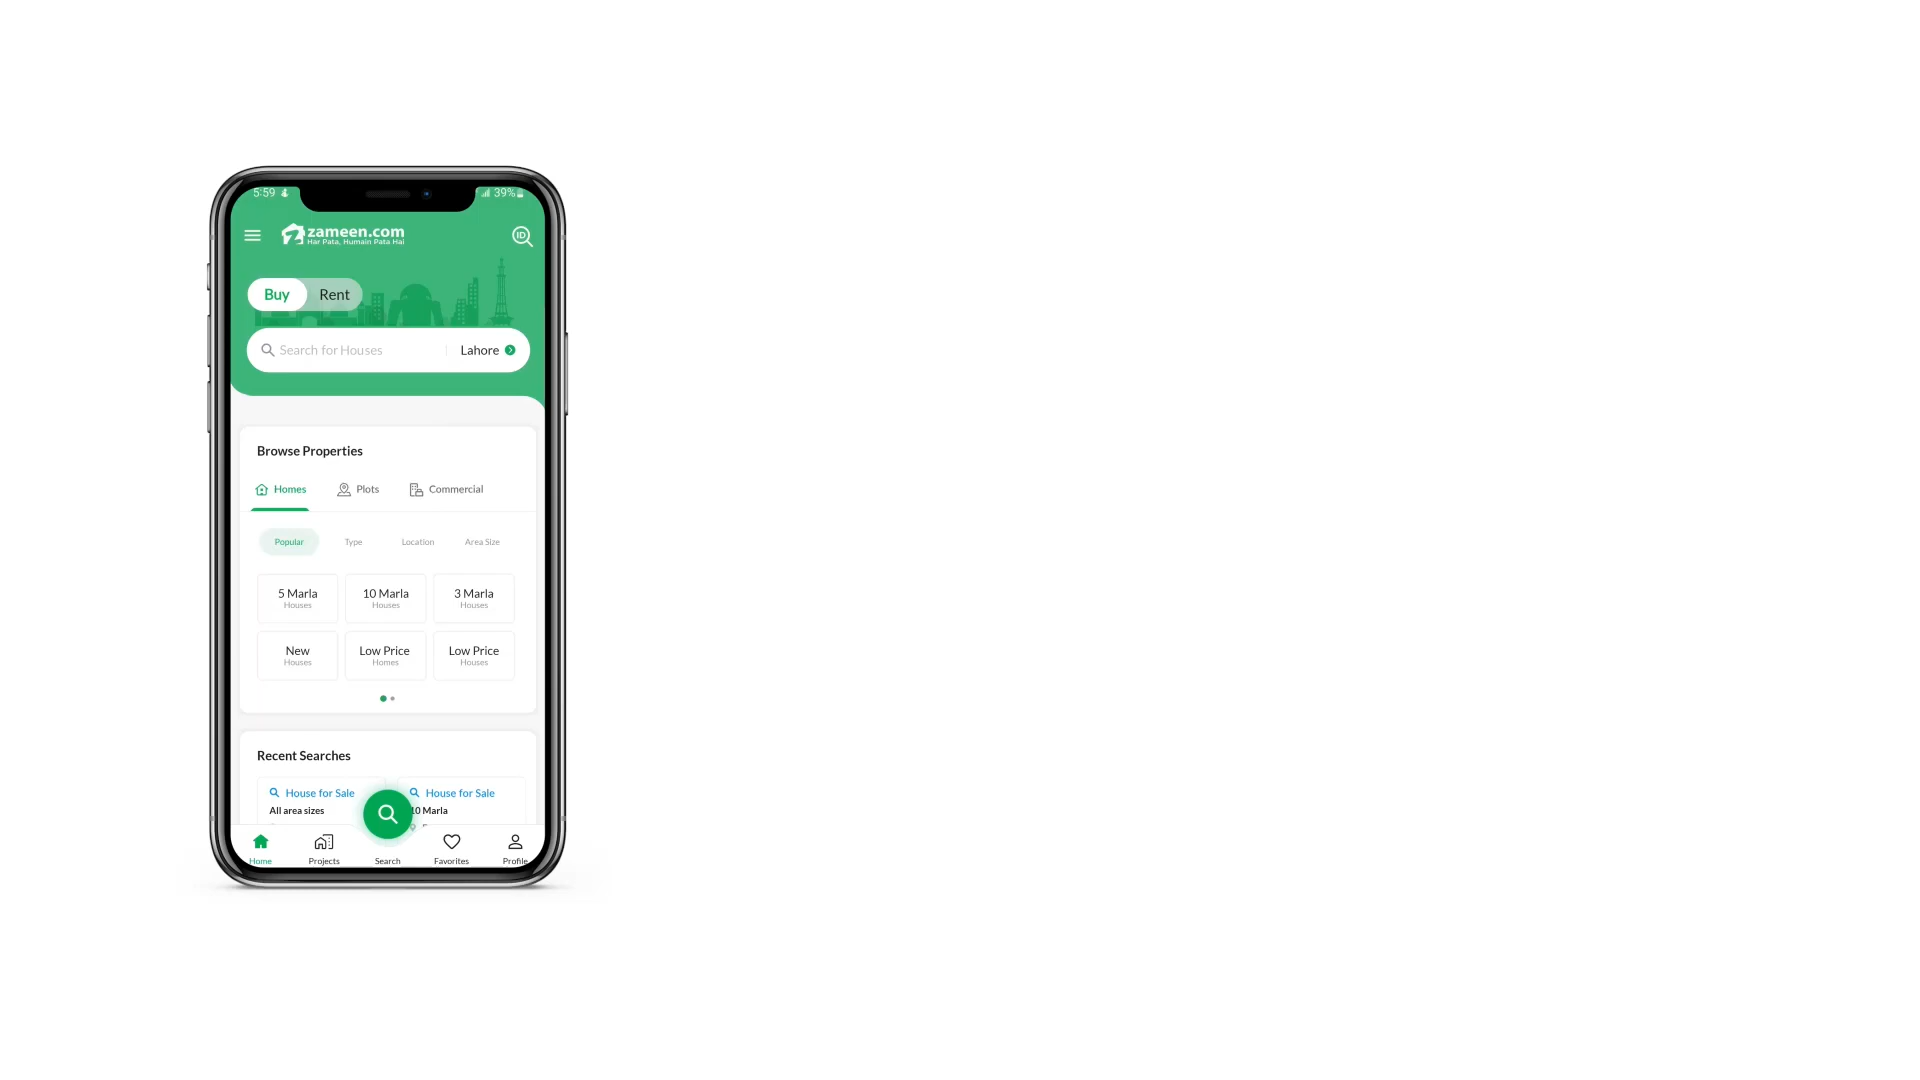 5:59
39%
zameen.com
Har Pata, Humain Pata Hai
ID
Buy Rent
Search for Houses Lahore
Browse Properties
Homes Plots Commercial
Popular Type Location Area Size
5 Marla 10 Marla 3 Marla
Houses Houses Houses
New Low Price Low Price
Houses Homes Houses
Recent Searches
House for Sale House for Sale
All area sizes 10 Marla
Home Projects Search Favorites Profile